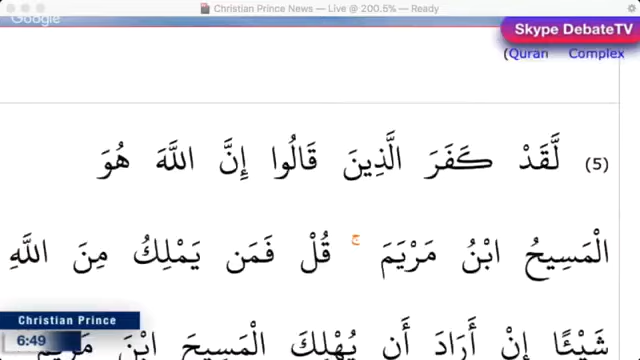 Christian Prince News — Live @ 200.5% — Ready
Google
Skype DebateTV
(Quran Complex
(5) لَّقَدْ كَفَرَ الَّذِينَ قَالُوا إِنَّ اللَّهَ هُوَ
الْمَسِيحُ ابْنُ مَرْيَمَ ۚ قُلْ فَمَن يَمْلِكُ مِنَ اللَّهِ
شَيْئًا إِنْ أَرَادَ أَن يُهْلِكَ الْمَسِيحَ ابْنَ مَرْيَمَ
Christian Prince
6:49